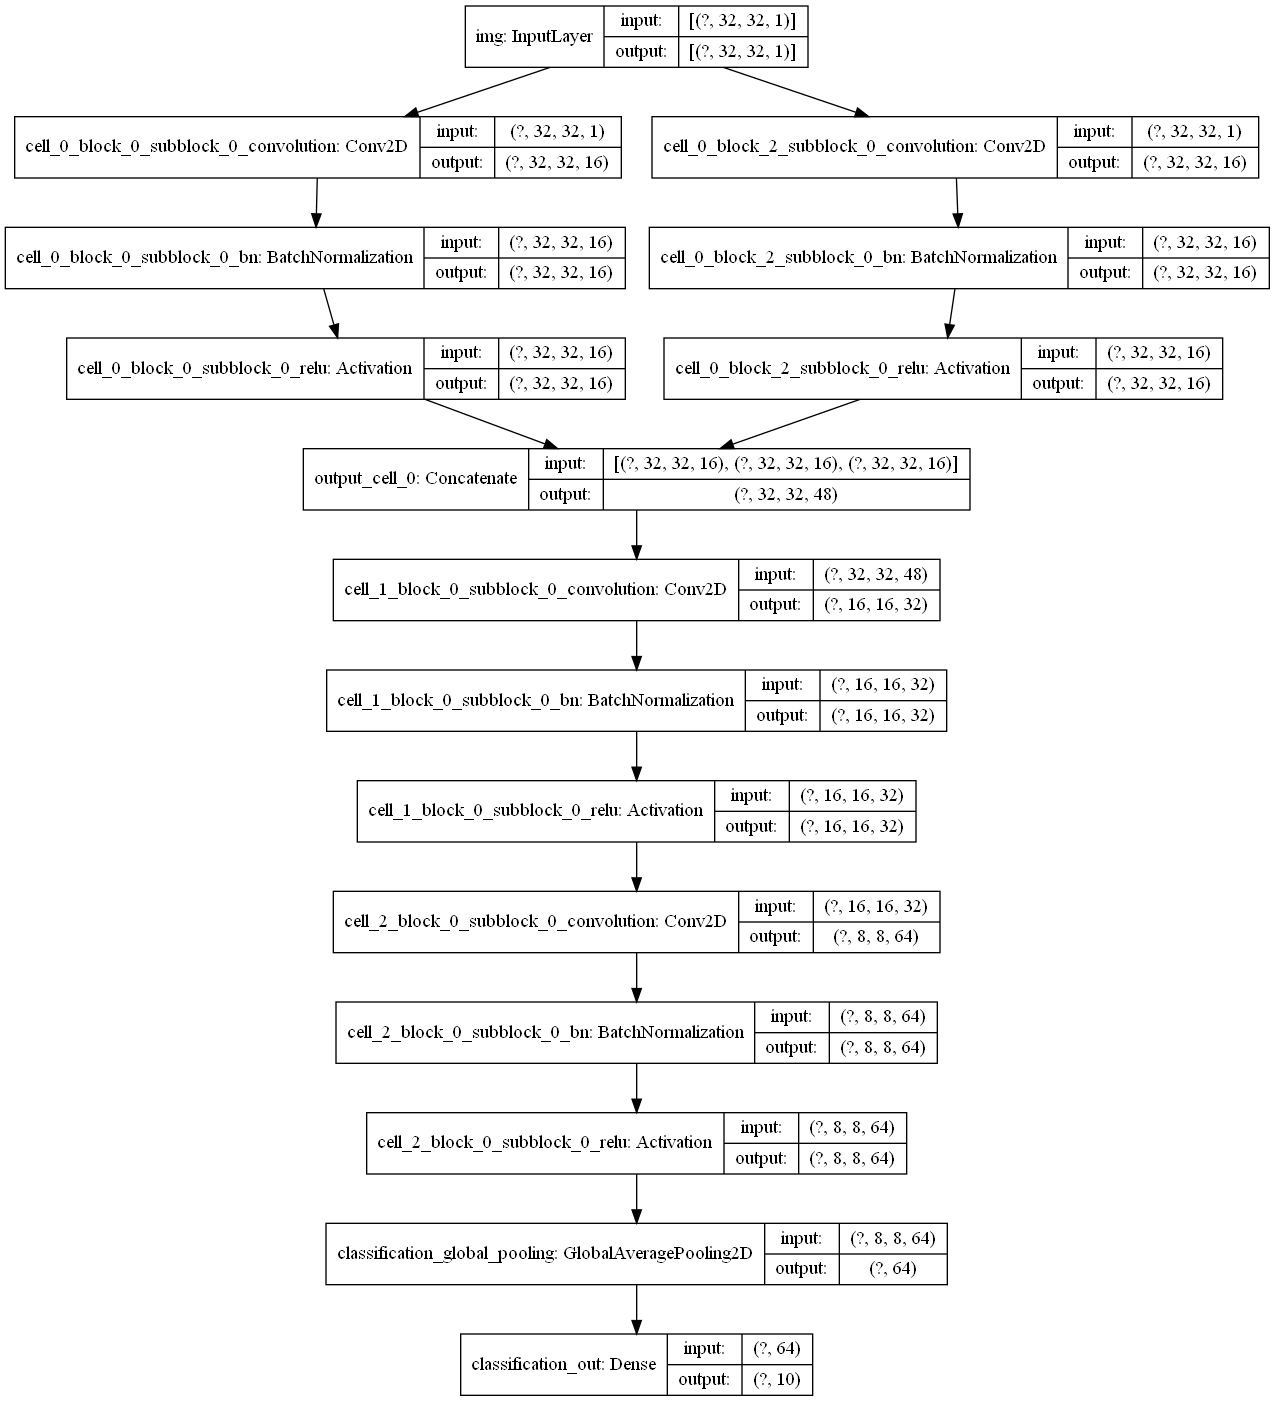 img: InputLayer
input: [(?, 32, 32, 1)]
output: [(?, 32, 32, 1)]
cell_0_block_0_subblock_0_convolution: Conv2D
input: (?, 32, 32, 1)
output: (?, 32, 32, 16)
cell_0_block_2_subblock_0_convolution: Conv2D
input: (?, 32, 32, 1)
output: (?, 32, 32, 16)
cell_0_block_0_subblock_0_bn: BatchNormalization
input: (?, 32, 32, 16)
output: (?, 32, 32, 16)
cell_0_block_2_subblock_0_bn: BatchNormalization
input: (?, 32, 32, 16)
output: (?, 32, 32, 16)
cell_0_block_0_subblock_0_relu: Activation
input: (?, 32, 32, 16)
output: (?, 32, 32, 16)
cell_0_block_2_subblock_0_relu: Activation
input: (?, 32, 32, 16)
output: (?, 32, 32, 16)
output_cell_0: Concatenate
input: [(?, 32, 32, 16), (?, 32, 32, 16), (?, 32, 32, 16)]
output: (?, 32, 32, 48)
cell_1_block_0_subblock_0_convolution: Conv2D
input: (?, 32, 32, 48)
output: (?, 16, 16, 32)
cell_1_block_0_subblock_0_bn: BatchNormalization
input: (?, 16, 16, 32)
output: (?, 16, 16, 32)
cell_1_block_0_subblock_0_relu: Activation
input: (?, 16, 16, 32)
output: (?, 16, 16, 32)
cell_2_block_0_subblock_0_convolution: Conv2D
input: (?, 16, 16, 32)
output: (?, 8, 8, 64)
cell_2_block_0_subblock_0_bn: BatchNormalization
input: (?, 8, 8, 64)
output: (?, 8, 8, 64)
cell_2_block_0_subblock_0_relu: Activation
input: (?, 8, 8, 64)
output: (?, 8, 8, 64)
classification_global_pooling: GlobalAveragePooling2D
input: (?, 8, 8, 64)
output: (?, 64)
classification_out: Dense
input: (?, 64)
output: (?, 10)